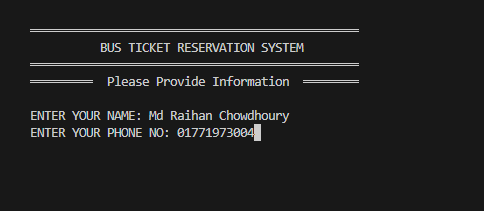 BUS TICKET RESERVATION SYSTEM
Please Provide Information
ENTER YOUR NAME: Md Raihan Chowdhoury
ENTER YOUR PHONE NO: 01771973004